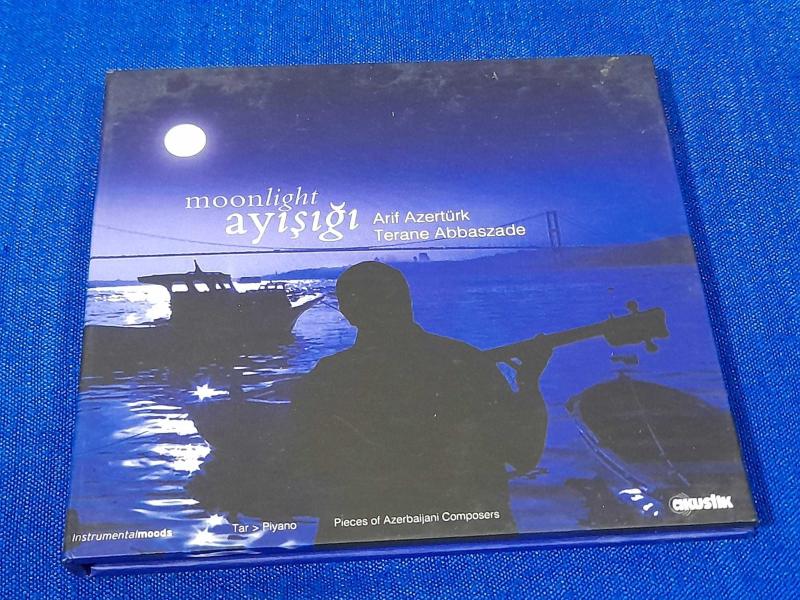 moonlight
ayışığı
Arif Azertürk
Terane Abbaszade
Instrumentalmoods
Tar > Piyano
Pieces of Azerbaijani Composers
akustik